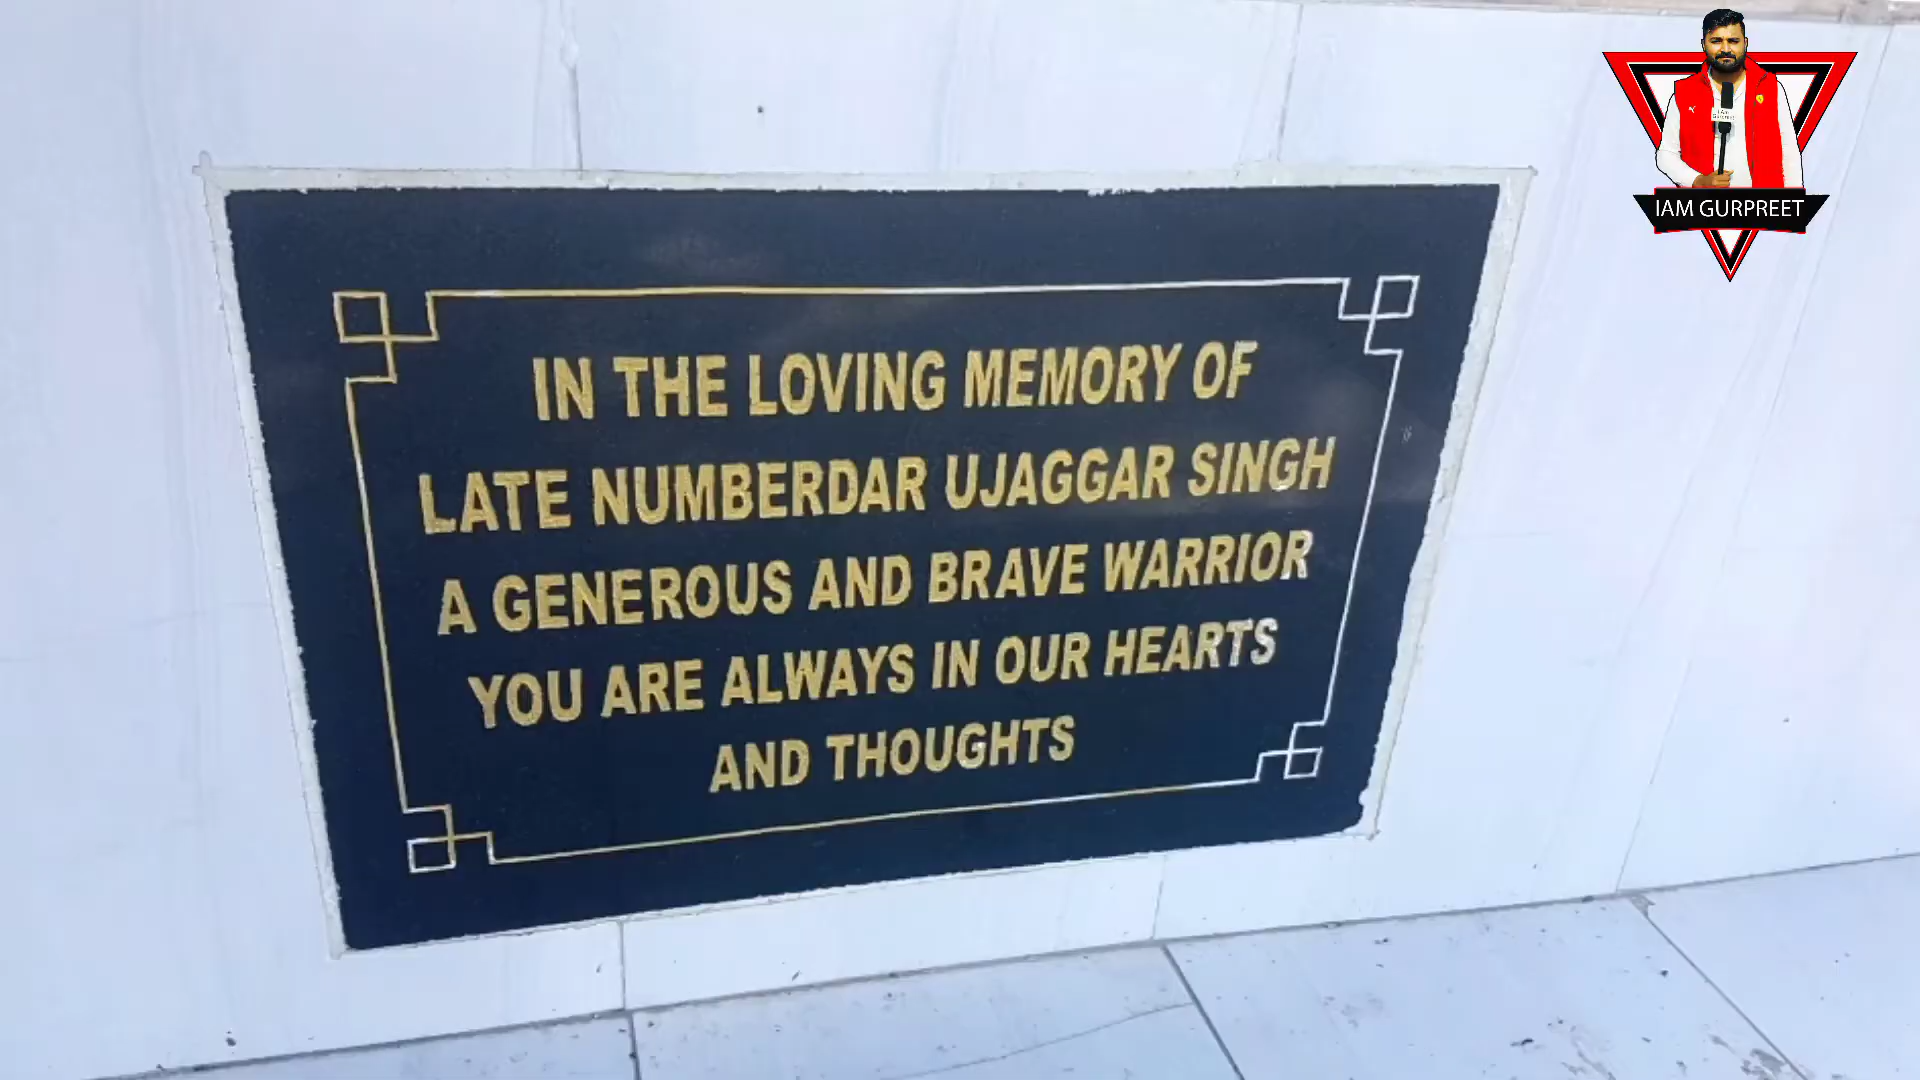 IAM GURPREET
IN THE LOVING MEMORY OF
LATE NUMBERDAR UJAGGAR SINGH
A GENEROUS AND BRAVE WARRIOR
YOU ARE ALWAYS IN OUR HEARTS
AND THOUGHTS